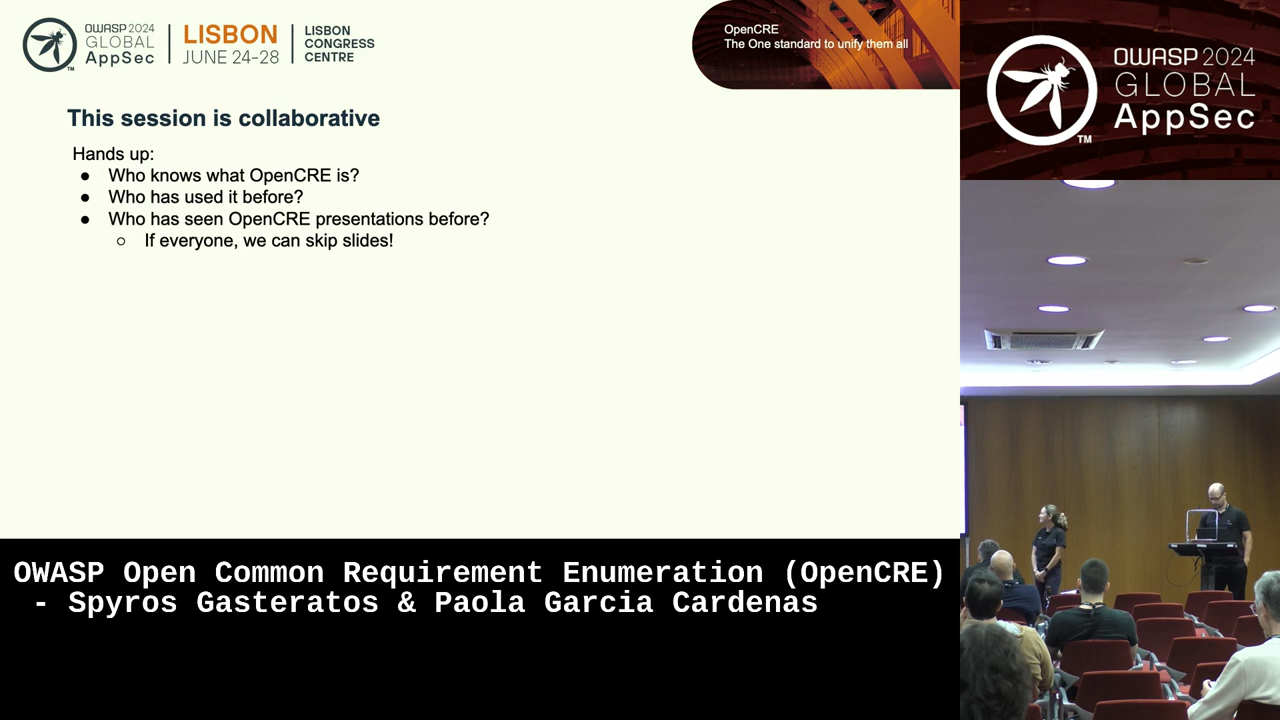 OWASP 2024
GLOBAL
AppSec
TM
LISBON
JUNE 24-28
LISBON
CONGRESS
CENTRE
OpenCRE
The One standard to unify them all
OWASP 2024
GLOBAL
AppSec
TM
This session is collaborative
Hands up:
● Who knows what OpenCRE is?
● Who has used it before?
● Who has seen OpenCRE presentations before?
○ If everyone, we can skip slides!
OWASP Open Common Requirement Enumeration (OpenCRE)
- Spyros Gasteratos & Paola Garcia Cardenas